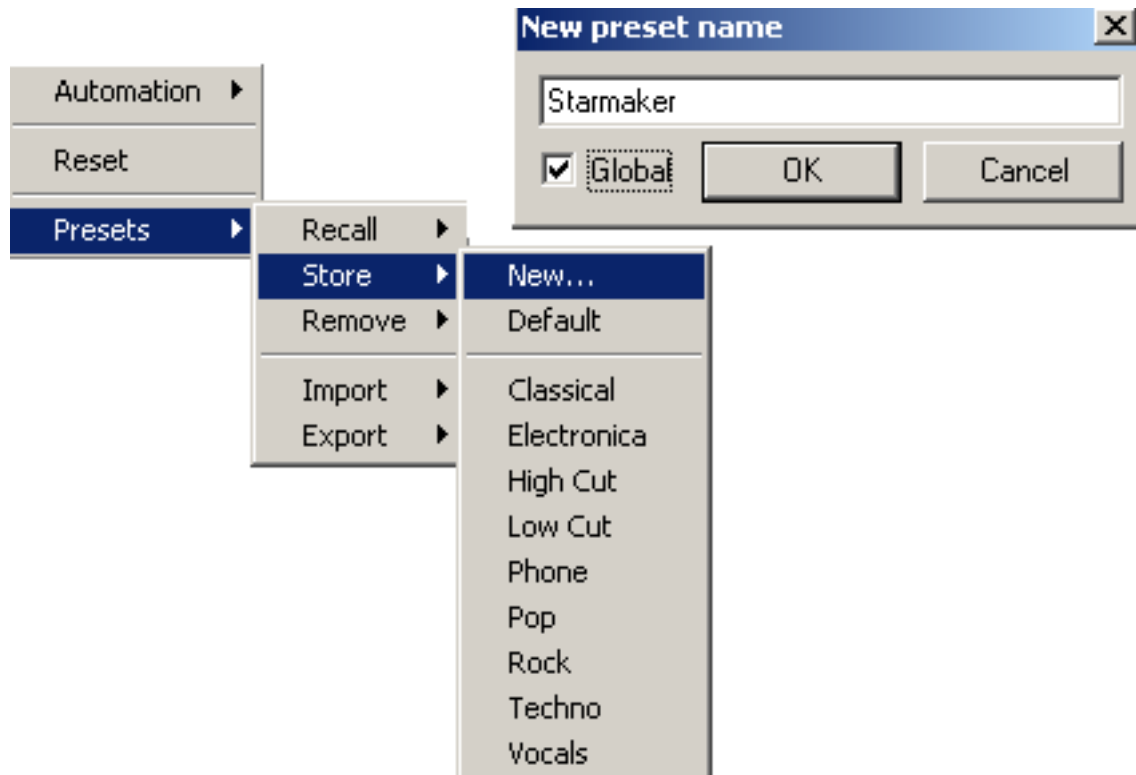 New preset name
Starmaker
Global
OK
Cancel
Automation
Reset
Presets
Recall
Store
Remove
Import
Export
New...
Default
Classical
Electronica
High Cut
Low Cut
Phone
Pop
Rock
Techno
Vocals